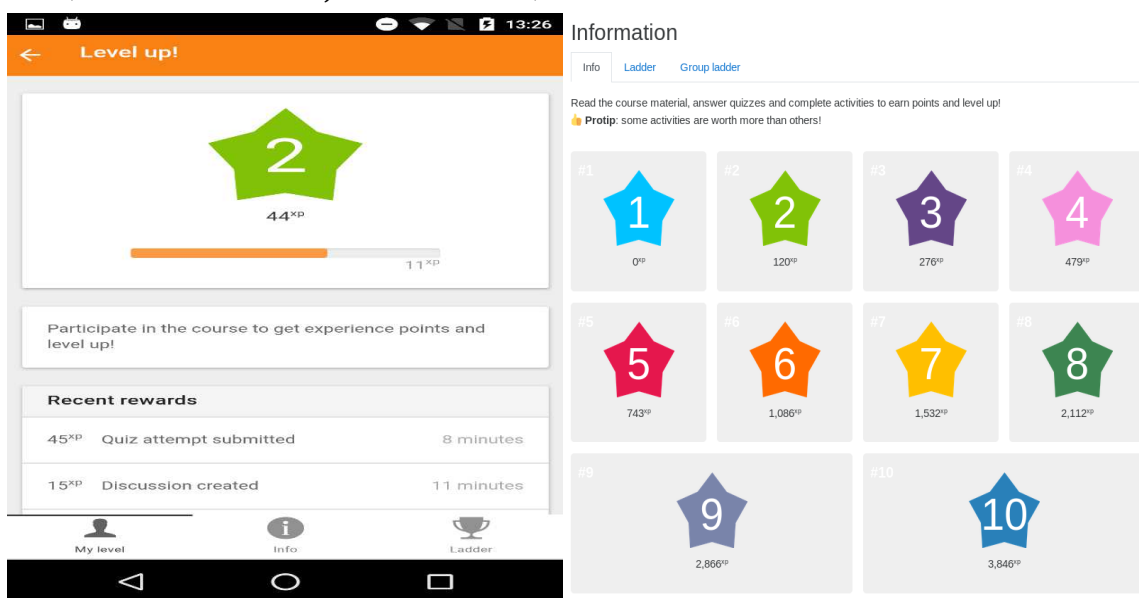 13:26
Level up!
2
44xp
11xp
Participate in the course to get experience points and
level up!
Recent rewards
45xp Quiz attempt submitted 8 minutes
15xp Discussion created 11 minutes
My level Info Ladder
Information
Info Ladder Group ladder
Read the course material, answer quizzes and complete activities to earn points and level up!
Protip: some activities are worth more than others!
#1 #2 #3 #4
1 2 3 4
0xp 120xp 276xp 479xp
#5 #6 #7 #8
5 6 7 8
743xp 1,086xp 1,532xp 2,112xp
#9 #10
9 10
2,866xp 3,846xp